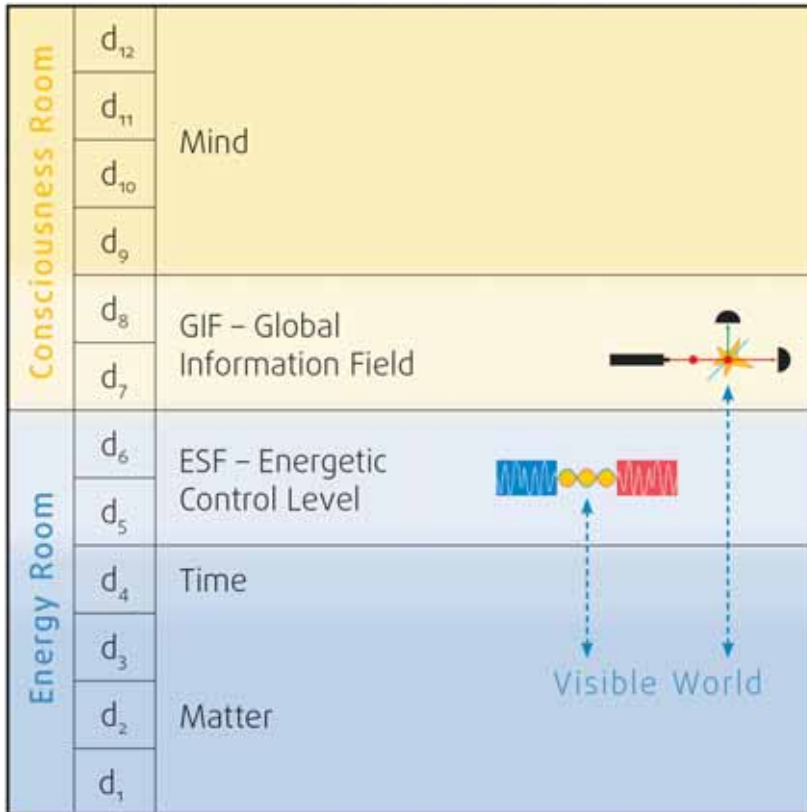 Consciousness Room
Energy Room
d₁₂
d₁₁
Mind
d₁₀
d₉
d₈
GIF – Global
Information Field
d₇
d₆
ESF – Energetic
Control Level
d₅
d₄
Time
d₃
Visible World
d₂
Matter
d₁